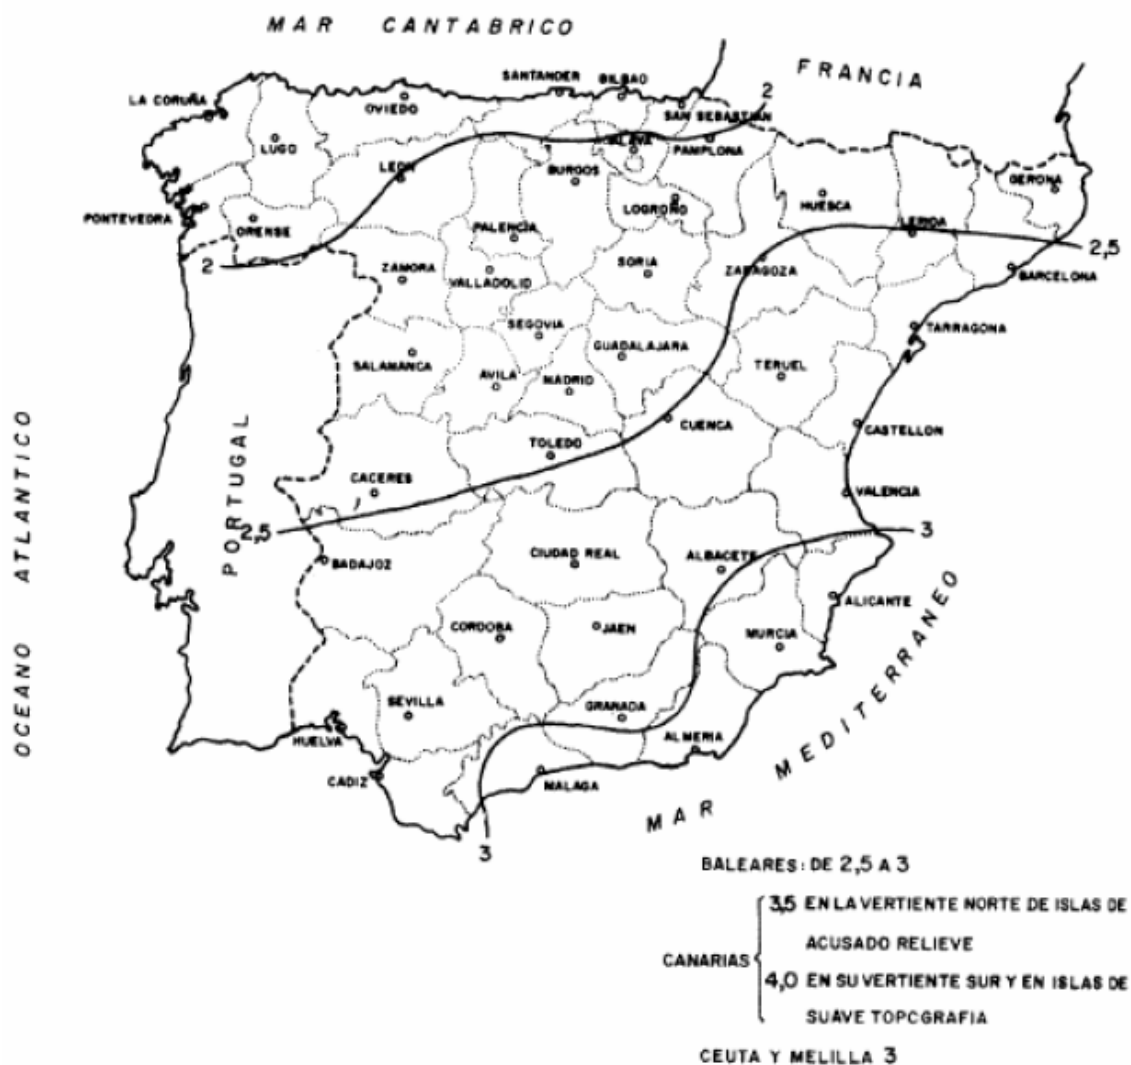 MAR CANTABRICO
FRANCIA
SANTANDER
BILBAO
LA CORUÑA
OVIEDO
SAN SEBASTIAN
2
LUGO
ALAVA
PAMPLONA
LEON
BURGOS
GERONA
LOGROÑO
HUESCA
PONTEVEDRA
ORENSE
PALENCIA
LERIDA
2
ZAMORA
VALLADOLID
SORIA
ZARAGOZA
2,5
BARCELONA
SEGOVIA
TARRAGONA
SALAMANCA
GUADALAJARA
AVILA
MADRID
TERUEL
OCEANO ATLANTICO
PORTUGAL
TOLEDO
CUENCA
CASTELLON
CACERES
VALENCIA
2,5
3
BADAJOZ
CIUDAD REAL
ALBACETE
ALICANTE
CORDOBA
JAEN
MURCIA
SEVILLA
GRANADA
HUELVA
ALMERIA
CADIZ
MALAGA
MAR MEDITERRANEO
3
BALEARES: DE 2,5 A 3
CANARIAS
3,5 EN LA VERTIENTE NORTE DE ISLAS DE
ACUSADO RELIEVE
4,0 EN SU VERTIENTE SUR Y EN ISLAS DE
SUAVE TOPCGRAFIA
CEUTA Y MELILLA 3